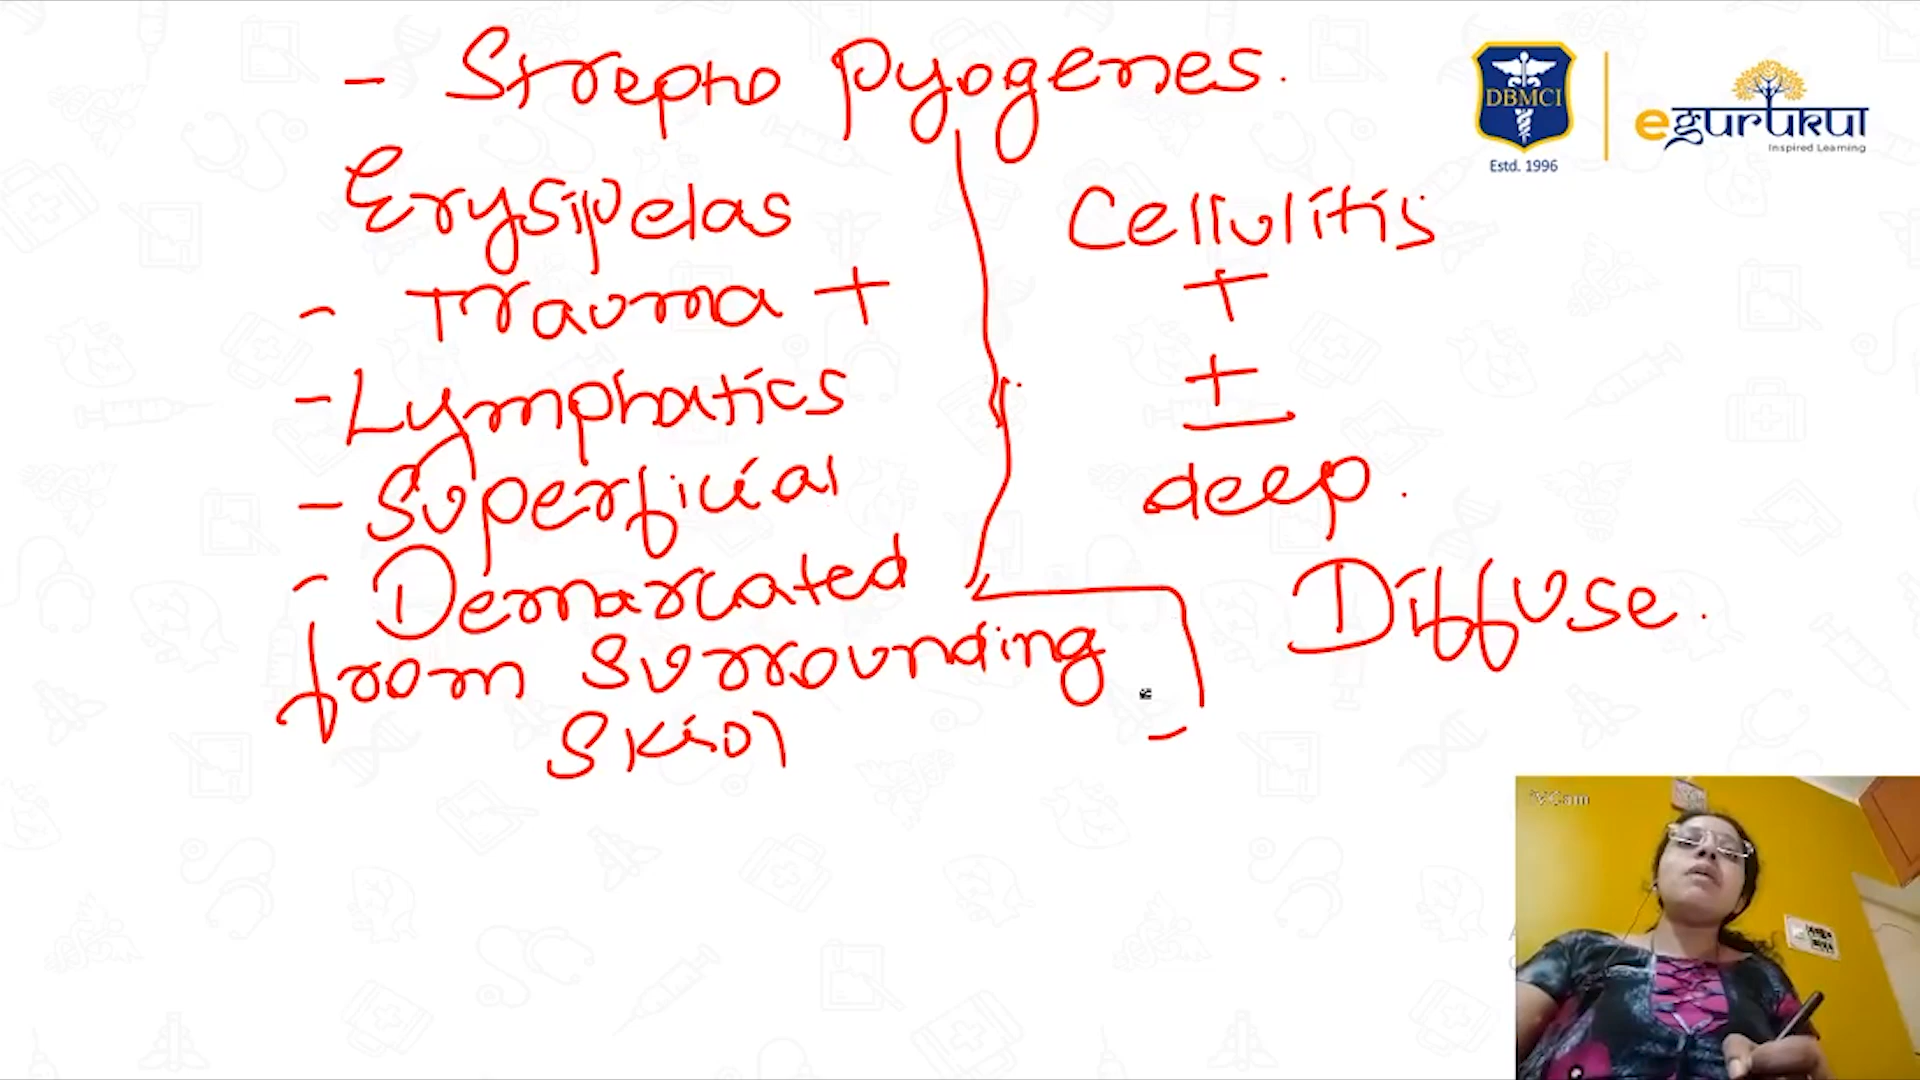 - Strepto pyogenes.
DBMCI
Estd. 1996
egurukul
Inspired Learning
Erysipelas
Cellulitis
- Trauma +
+
- Lymphatics
±
- Superficial
deep.
- Demarcated
Diffuse.
from surrounding
skin